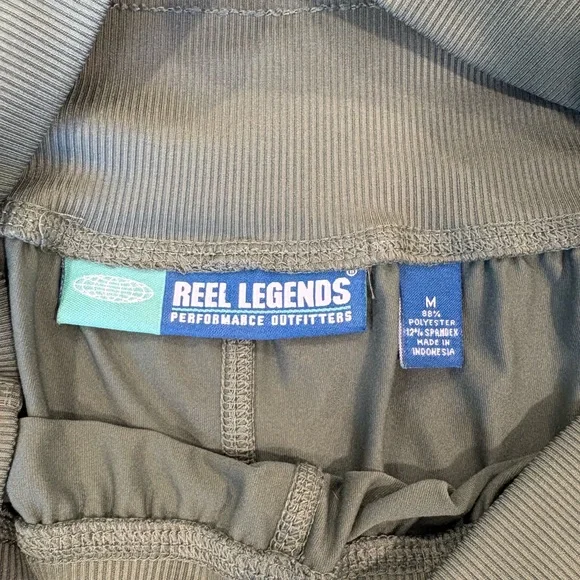 REEL LEGENDS®
PERFORMANCE OUTFITTERS
M
88%
POLYESTER
12% SPANDEX
MADE IN
INDONESIA